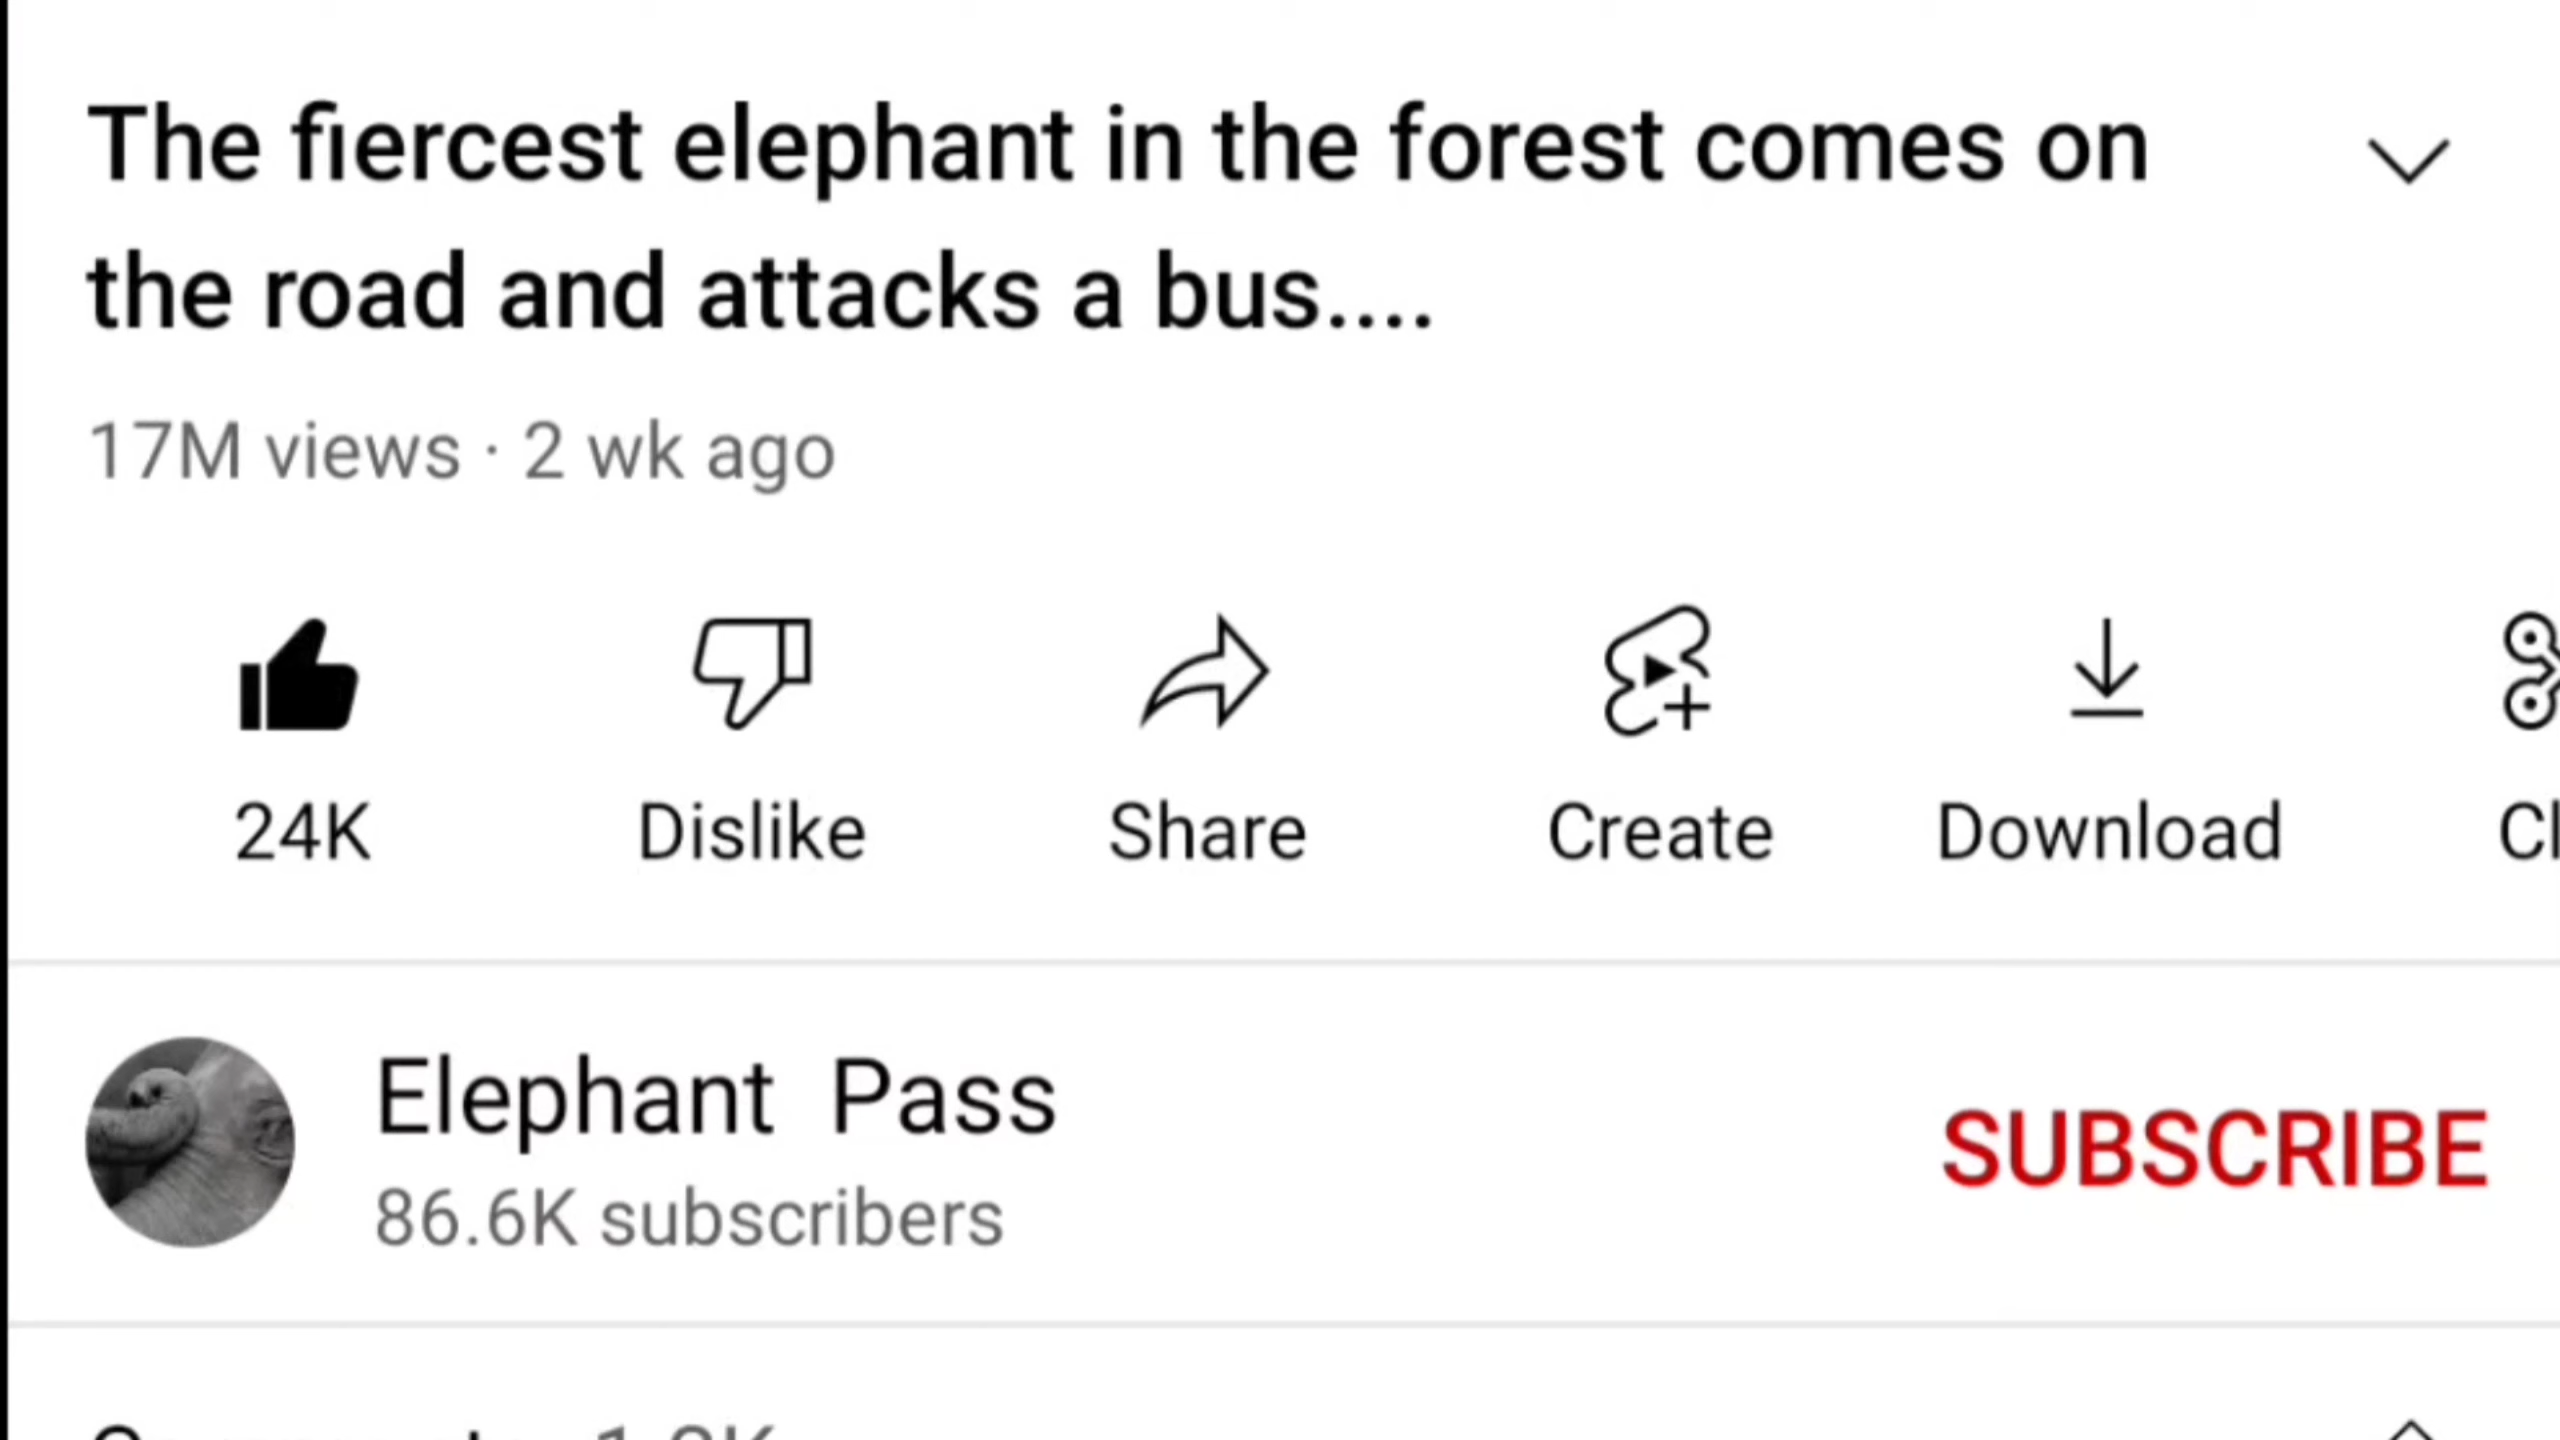 The fiercest elephant in the forest comes on
the road and attacks a bus....
17M views · 2 wk ago
24K Dislike Share Create Download
Elephant Pass
86.6K subscribers
SUBSCRIBE